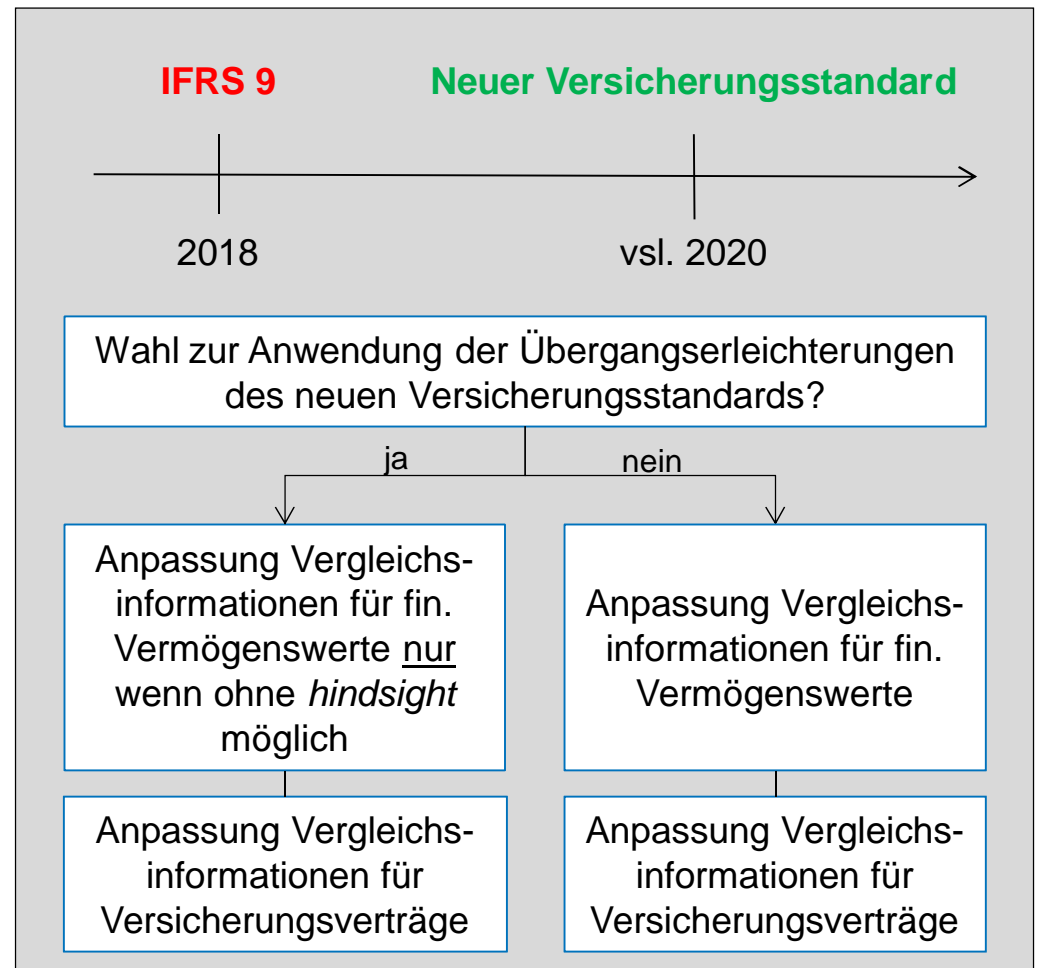 IFRS 9
Neuer Versicherungsstandard
2018
vsl. 2020
Wahl zur Anwendung der Übergangserleichterungen
des neuen Versicherungsstandards?
ja
nein
Anpassung Vergleichs-
informationen für fin.
Vermögenswerte nur
wenn ohne hindsight
möglich
Anpassung Vergleichs-
informationen für fin.
Vermögenswerte
Anpassung Vergleichs-
informationen für
Versicherungsverträge
Anpassung Vergleichs-
informationen für
Versicherungsverträge